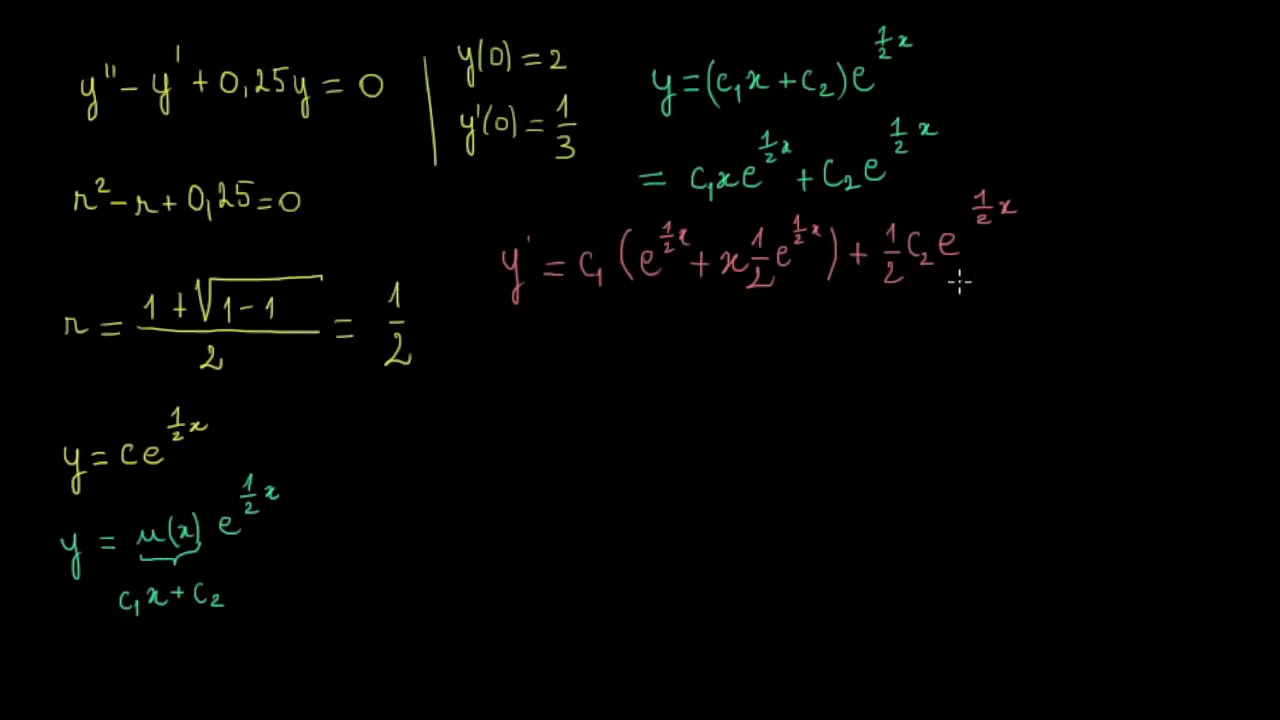 y'' - y' + 0,25y = 0
y(0) = 2
y'(0) = 1/3
r² - r + 0,25 = 0
r = (1 + √(1 - 1))/2 = 1/2
y = ce^(1/2 x)
y = u(x) e^(1/2 x)
c₁x + c₂
y = (c₁x + c₂)e^(1/2 x)
= c₁xe^(1/2 x) + c₂e^(1/2 x)
y' = c₁(e^(1/2 x) + x 1/2 e^(1/2 x)) + 1/2 c₂e^(1/2 x)